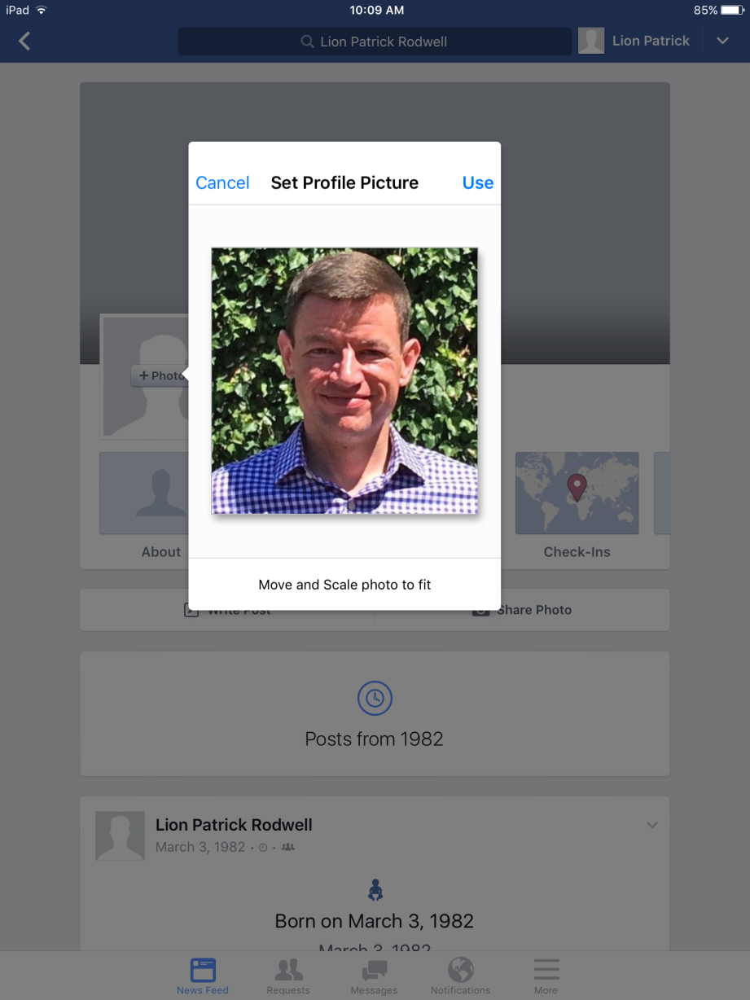 iPad 10:09 AM 85%
Lion Patrick Rodwell Lion Patrick
Cancel Set Profile Picture Use
+ Photo
About Check-Ins
Move and Scale photo to fit
Write Post Share Photo
Posts from 1982
Lion Patrick Rodwell
March 3, 1982
Born on March 3, 1982
March 3, 1982
News Feed Requests Messages Notifications More